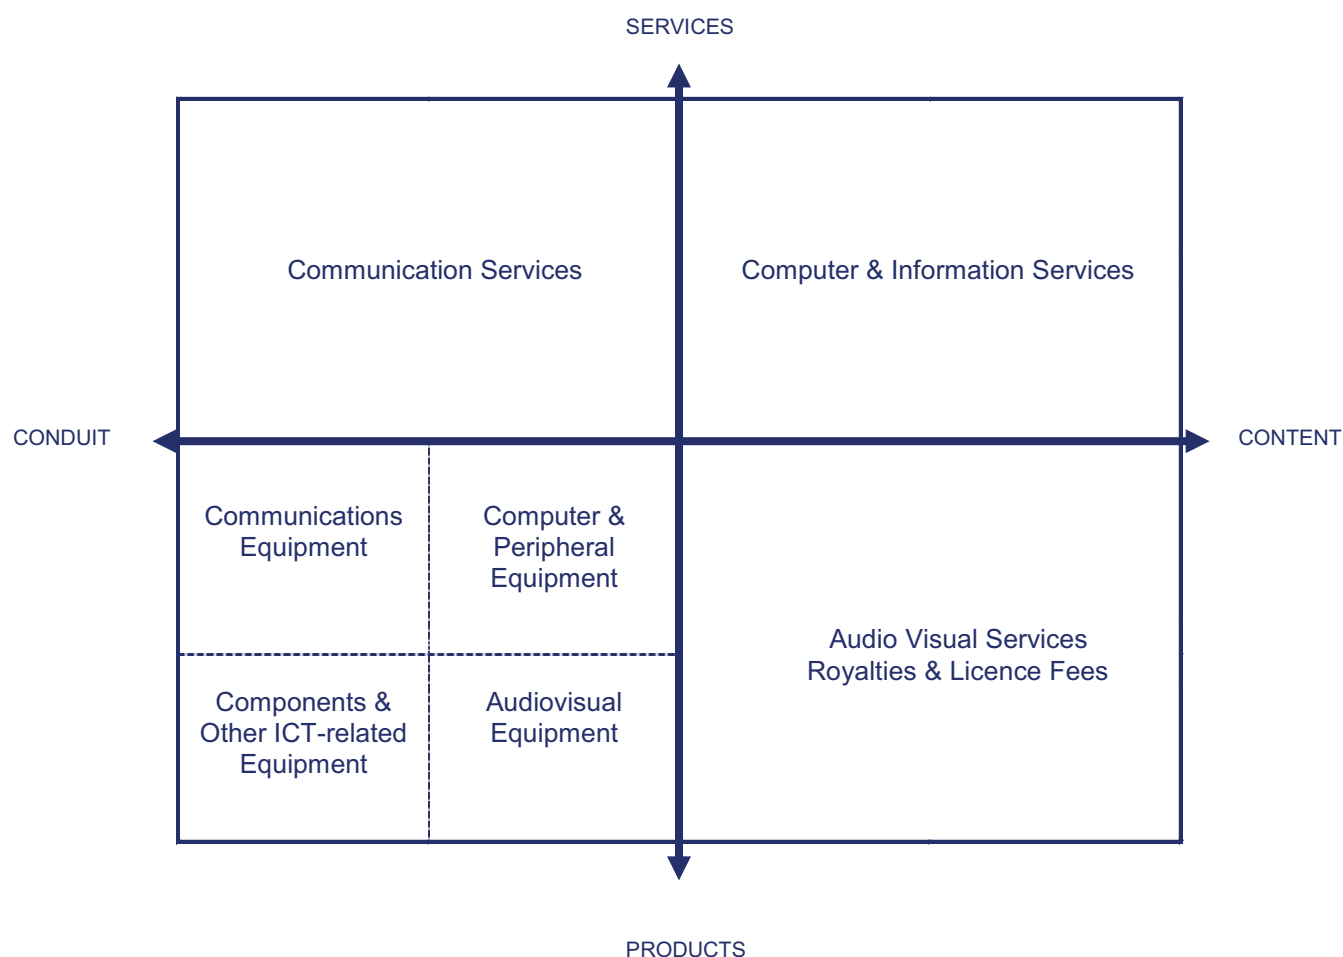 SERVICES
Communication Services
Computer & Information Services
CONDUIT
CONTENT
Communications
Equipment
Computer &
Peripheral
Equipment
Audio Visual Services
Royalties & Licence Fees
Components &
Other ICT-related
Equipment
Audiovisual
Equipment
PRODUCTS